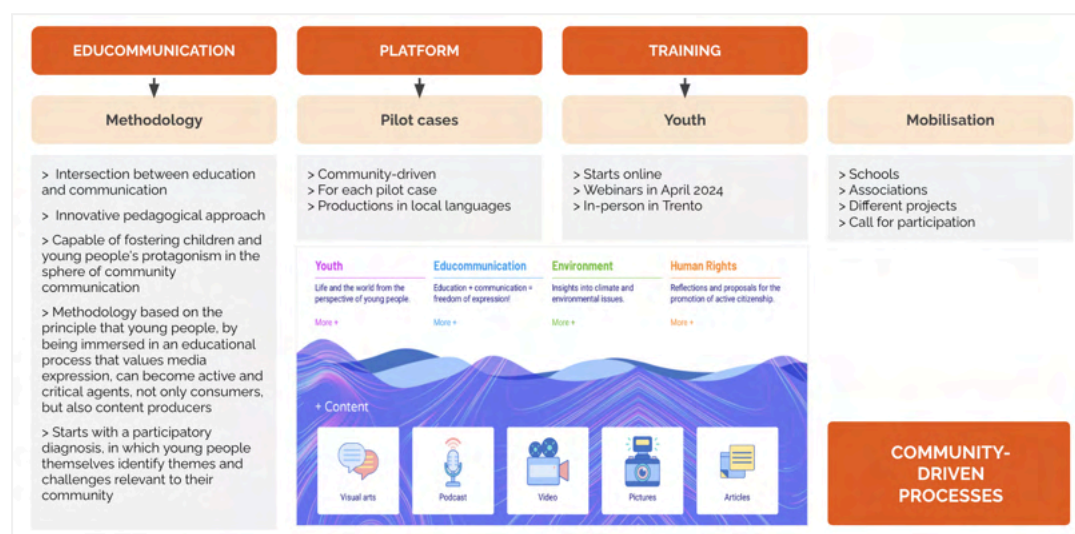 EDUCOMMUNICATION
Methodology
> Intersection between education
and communication
> Innovative pedagogical approach
> Capable of fostering children and
young people's protagonism in the
sphere of community
communication
> Methodology based on the
principle that young people, by
being immersed in an educational
process that values media
expression, can become active and
critical agents, not only consumers,
but also content producers
> Starts with a participatory
diagnosis, in which young people
themselves identify themes and
challenges relevant to their
community
PLATFORM
Pilot cases
> Community-driven
> For each pilot case
> Productions in local languages
TRAINING
Youth
> Starts online
> Webinars in April 2024
> In-person in Trento
Mobilisation
> Schools
> Associations
> Different projects
> Call for participation
Youth
Life and the world from the
perspective of young people.
More +
Educommunication
Education + communication =
freedom of expression!
More +
Environment
Insights into climate and
environmental issues.
More +
Human Rights
Reflections and proposals for the
promotion of active citizenship.
More +
+ Content
Visual arts
Podcast
Video
Pictures
Articles
COMMUNITY-
DRIVEN
PROCESSES